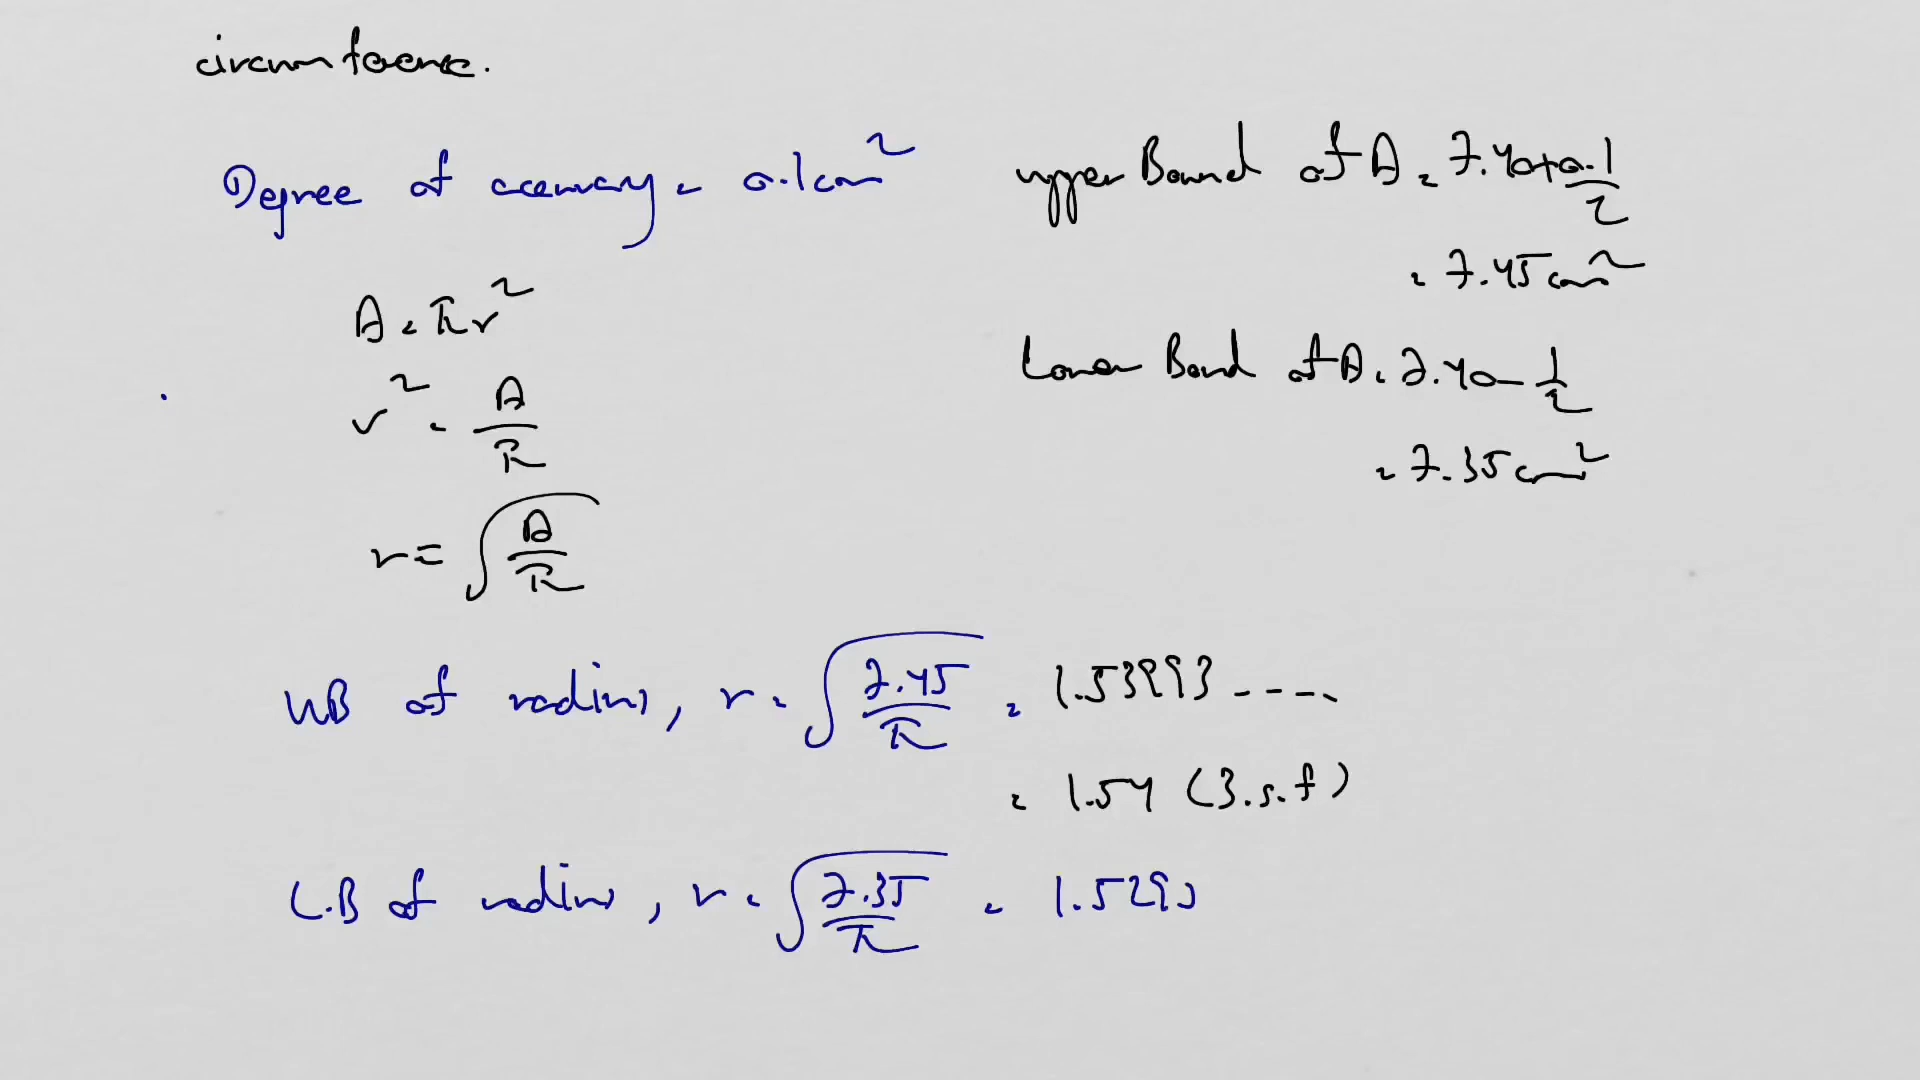 circumference.
Degree of accuracy = 0.1cm²
A = πr²
r² = A/π
r = √(A/π)
upper Bound of A = 7.40+0.1/2
= 7.45cm²
Lower Bound of A = 7.40-1/2
= 7.35cm²
UB of radius, r = √(7.45/π) = 1.53993----
= 1.54 (3.s.f)
L.B of radius, r = √(7.35/π) = 1.529